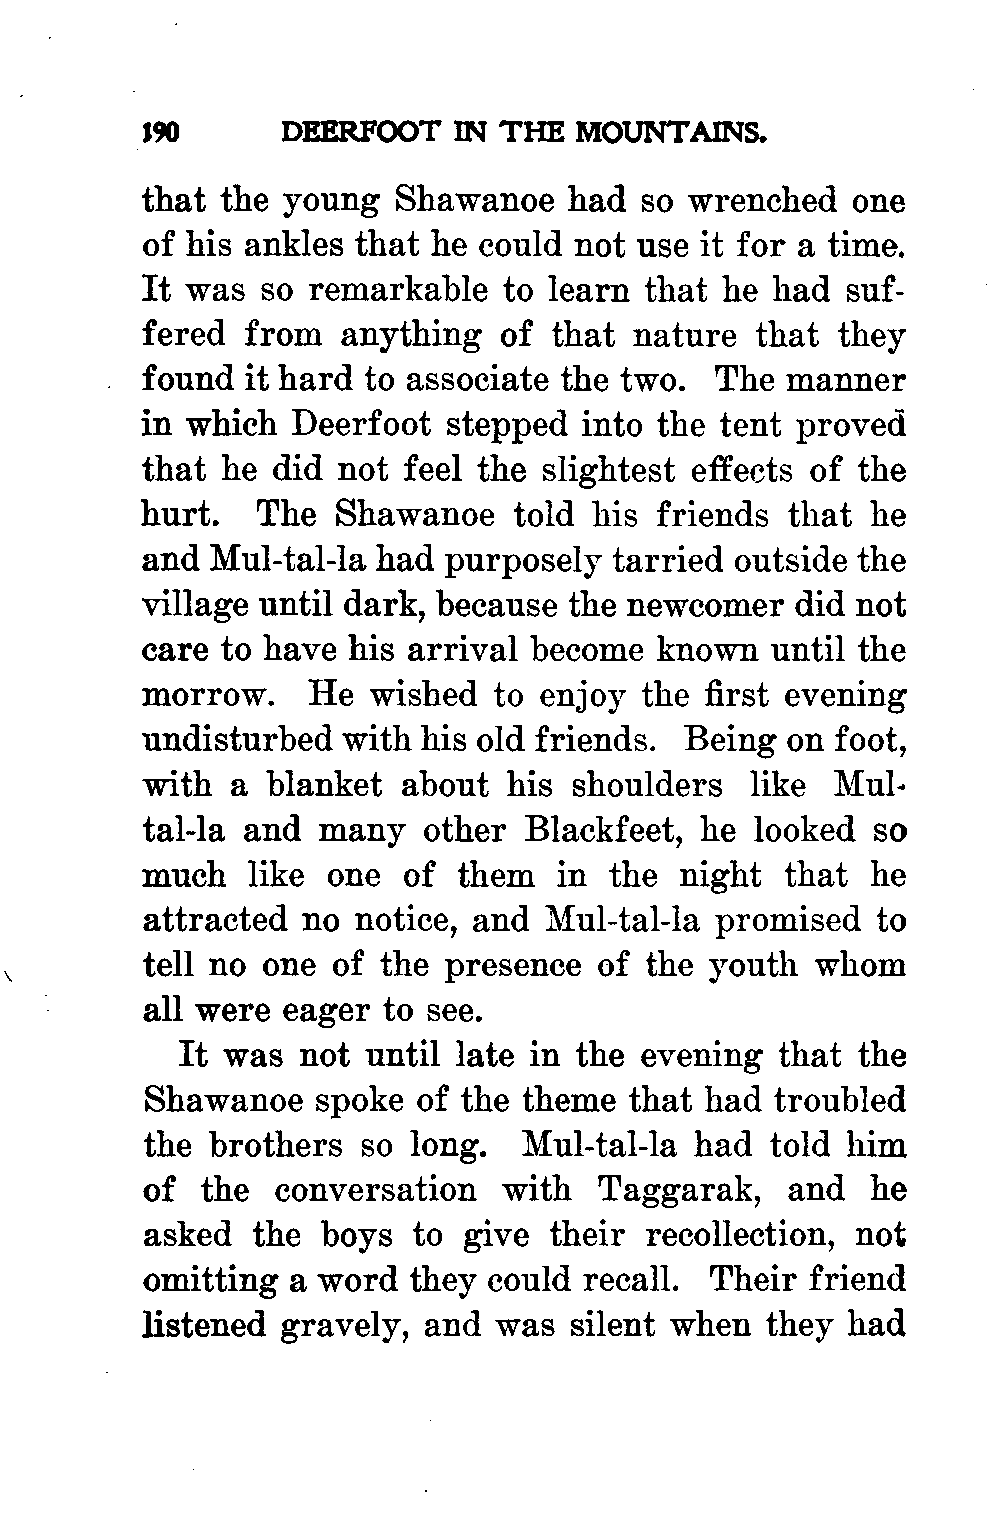 190 DEERFOOT IN THE MOUNTAINS.
that the young Shawanoe had so wrenched one
of his ankles that he could not use it for a time.
It was so remarkable to learn that he had suf-
fered from anything of that nature that they
found it hard to associate the two. The manner
in which Deerfoot stepped into the tent proved
that he did not feel the slightest effects of the
hurt. The Shawanoe told his friends that he
and Mul-tal-la had purposely tarried outside the
village until dark, because the newcomer did not
care to have his arrival become known until the
morrow. He wished to enjoy the first evening
undisturbed with his old friends. Being on foot,
with a blanket about his shoulders like Mul-
tal-la and many other Blackfeet, he looked so
much like one of them in the night that he
attracted no notice, and Mul-tal-la promised to
tell no one of the presence of the youth whom
all were eager to see.
It was not until late in the evening that the
Shawanoe spoke of the theme that had troubled
the brothers so long. Mul-tal-la had told him
of the conversation with Taggarak, and he
asked the boys to give their recollection, not
omitting a word they could recall. Their friend
listened gravely, and was silent when they had